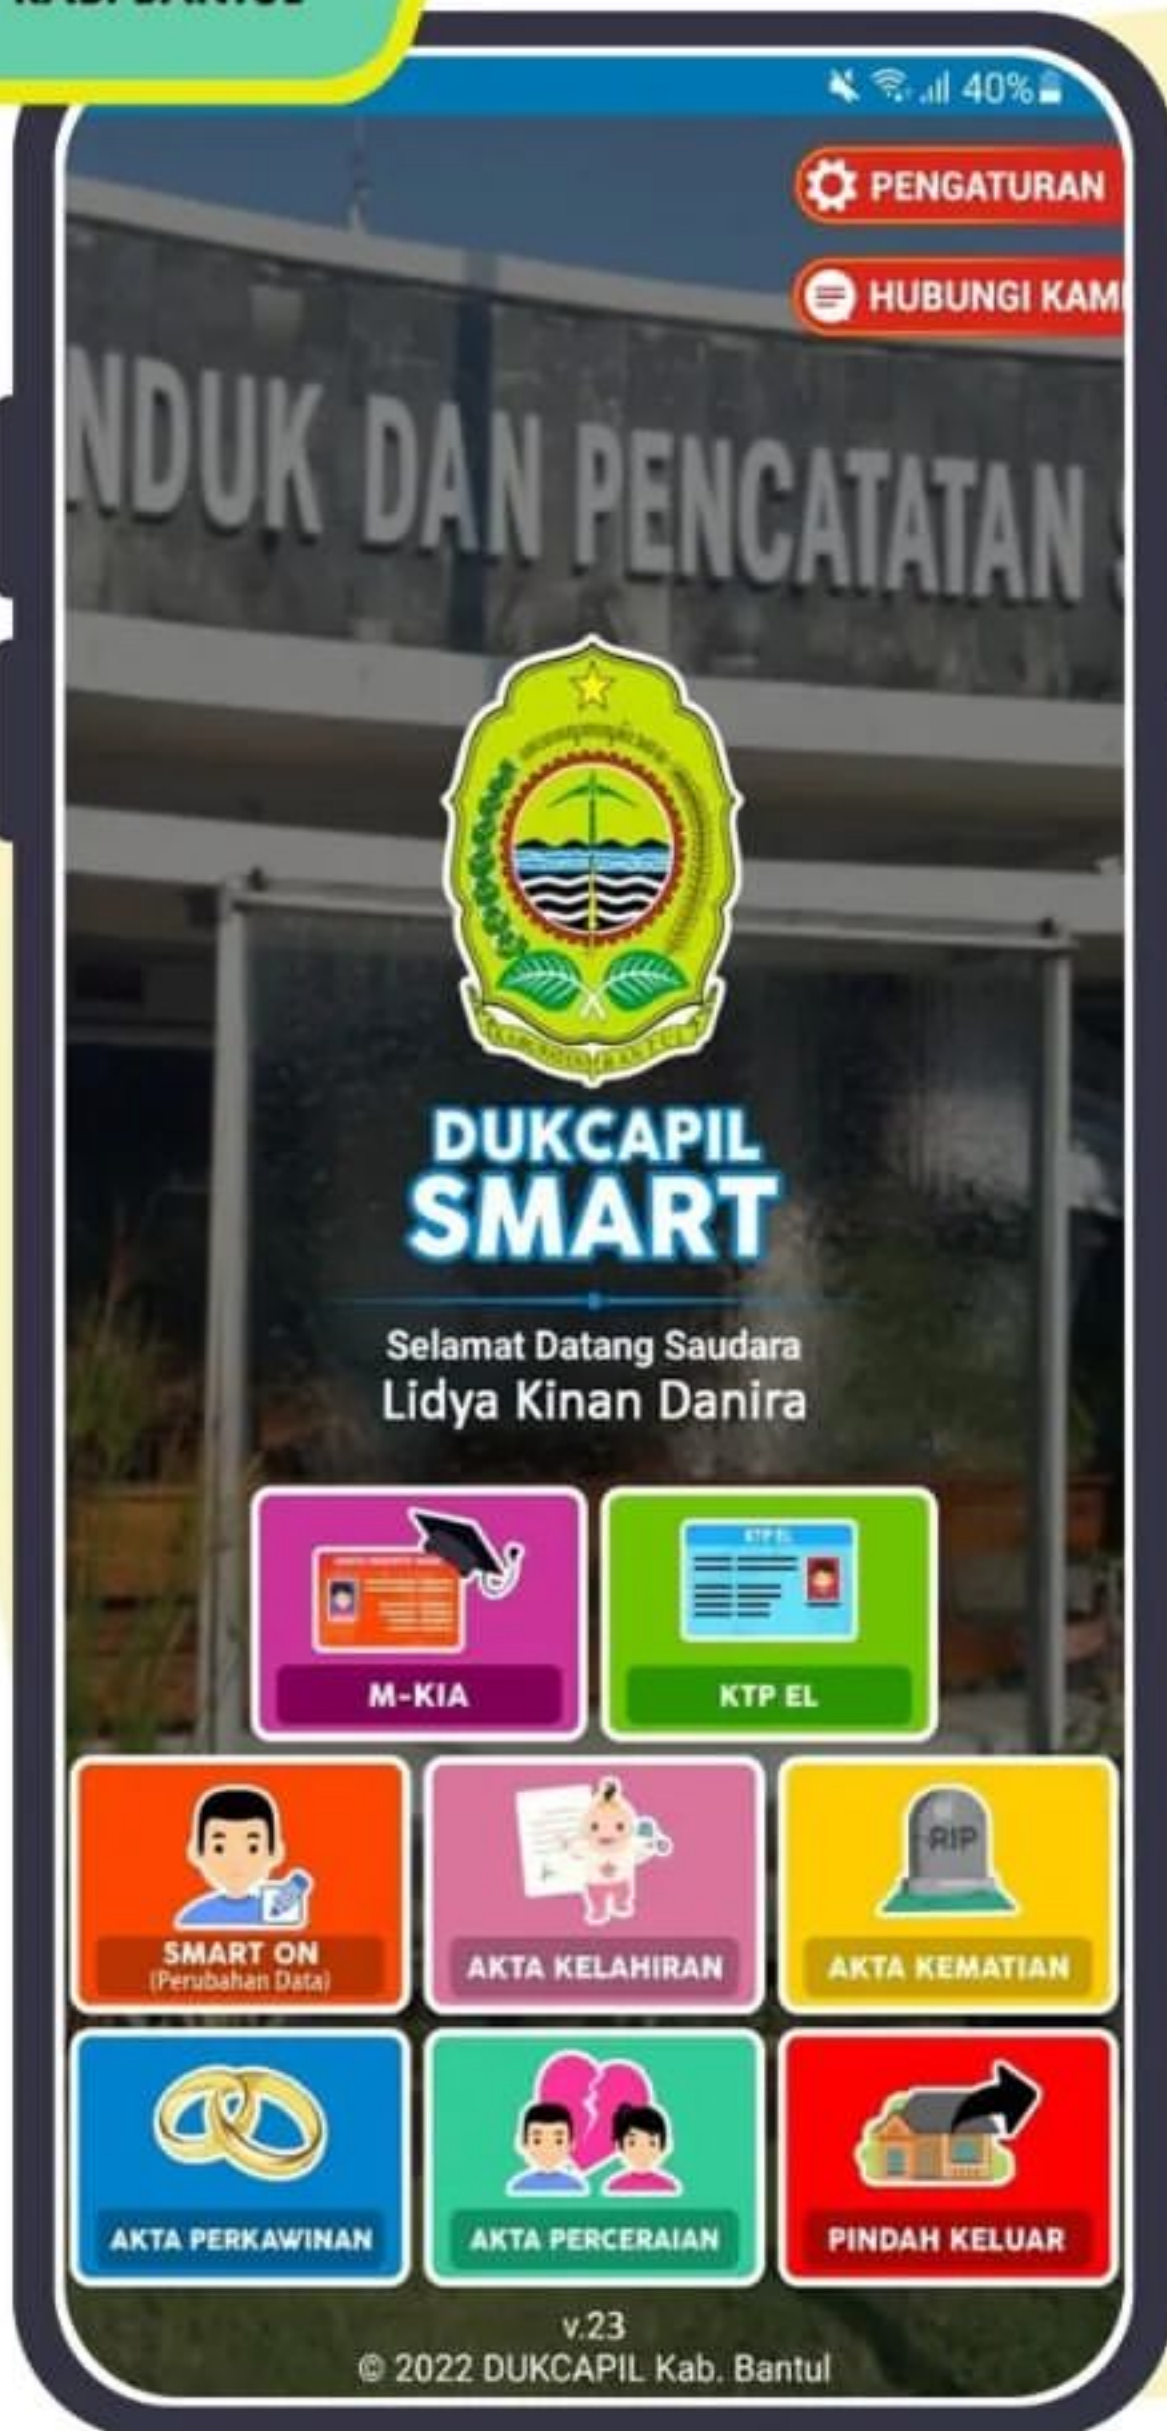 40%
PENGATURAN
HUBUNGI KAMI
NDUK DAN PENCATATAN
DUKCAPIL
SMART
Selamat Datang Saudara
Lidya Kinan Danira
KTP EL
M-KIA
KTP EL
RIP
SMART ON
(Perubahan Data)
AKTA KELAHIRAN
AKTA KEMATIAN
AKTA PERKAWINAN
AKTA PERCERAIAN
PINDAH KELUAR
v.23
© 2022 DUKCAPIL Kab. Bantul